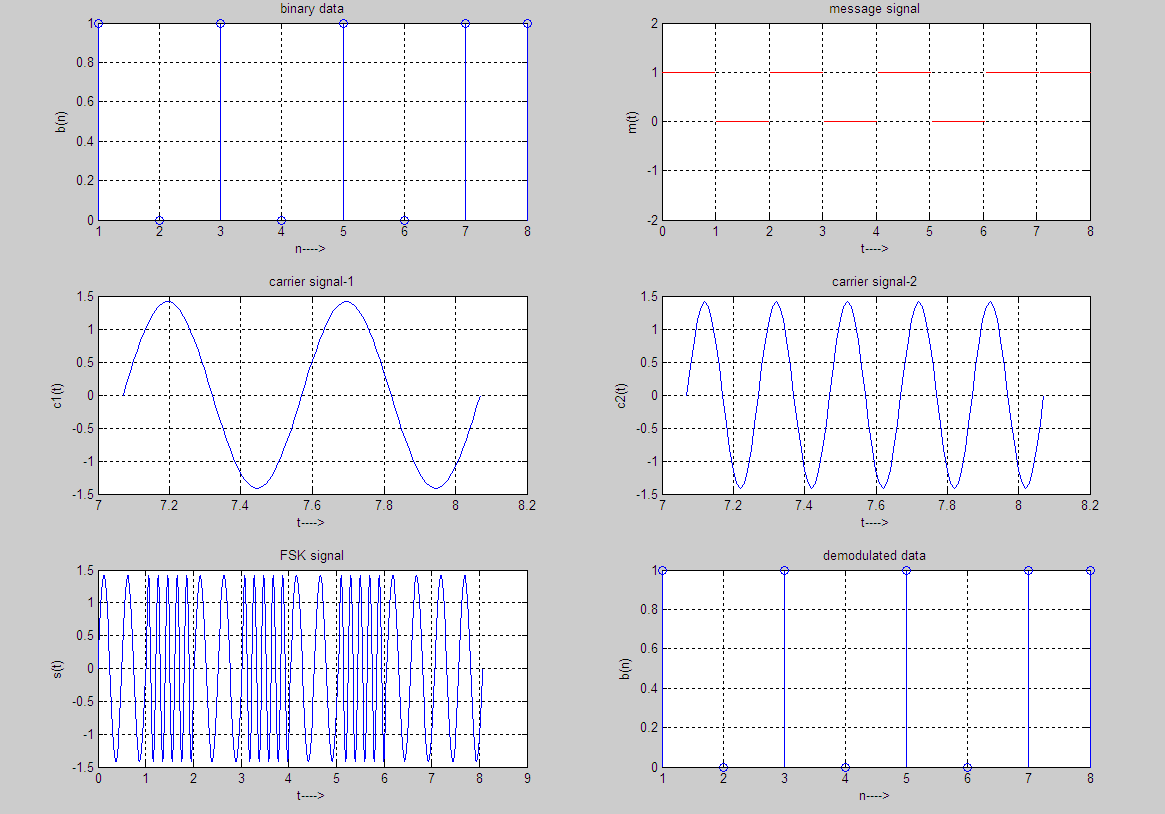 binary data
1
0.8
0.6
0.4
0.2
0
b(n)
1 2 3 4 5 6 7 8
n---->
message signal
2
1
0
-1
-2
m(t)
0 1 2 3 4 5 6 7 8
t---->
carrier signal-1
1.5
1
0.5
0
-0.5
-1
-1.5
c1(t)
7 7.2 7.4 7.6 7.8 8 8.2
t---->
carrier signal-2
1.5
1
0.5
0
-0.5
-1
-1.5
c2(t)
7 7.2 7.4 7.6 7.8 8 8.2
t---->
FSK signal
1.5
1
0.5
0
-0.5
-1
-1.5
s(t)
0 1 2 3 4 5 6 7 8 9
t---->
demodulated data
1
0.8
0.6
0.4
0.2
0
b(n)
1 2 3 4 5 6 7 8
n---->